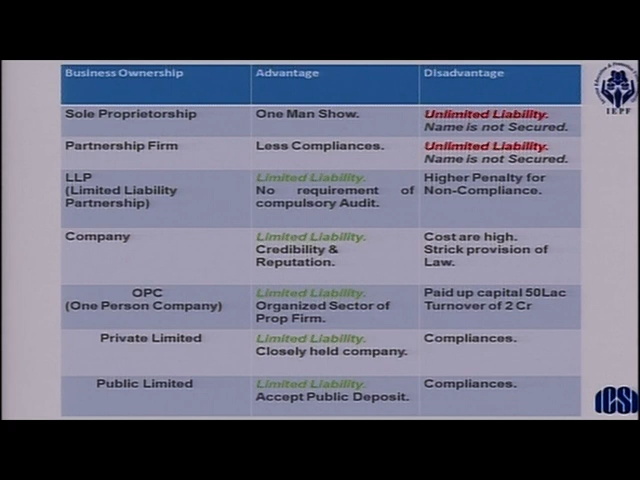 Business Ownership Advantage Disadvantage
Sole Proprietorship One Man Show. Unlimited Liability.
Name is not Secured.
Partnership Firm Less Compliances. Unlimited Liability.
Name is not Secured.
LLP Limited Liability. Higher Penalty for
(Limited Liability No requirement of Non-Compliance.
Partnership) compulsory Audit.
Company Limited Liability. Cost are high.
Credibility & Strick provision of
Reputation. Law.
OPC Limited Liability. Paid up capital 50Lac
(One Person Company) Organized Sector of Turnover of 2 Cr
Prop Firm.
Private Limited Limited Liability. Compliances.
Closely held company.
Public Limited Limited Liability. Compliances.
Accept Public Deposit.
IEPF
ICSI